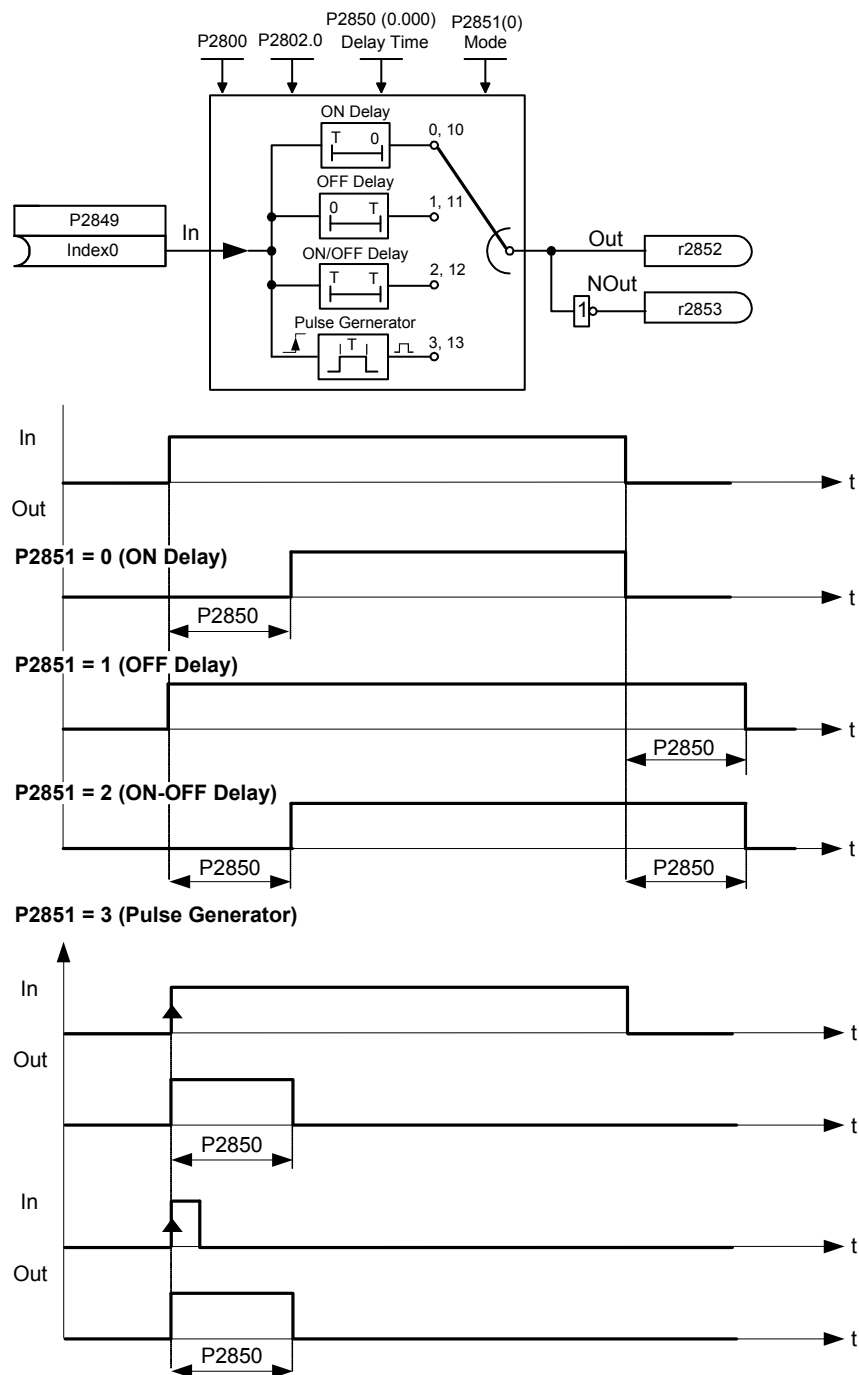 P2800 P2802.0 P2850 (0.000) P2851(0)
Delay Time Mode
ON Delay
T 0
0, 10
OFF Delay
0 T
1, 11
ON/OFF Delay
T T
2, 12
Pulse Gernerator
T
3, 13
P2849
Index0
In
Out
r2852
NOut
1
r2853
In
t
Out
P2851 = 0 (ON Delay)
t
P2850
P2851 = 1 (OFF Delay)
t
P2850
P2851 = 2 (ON-OFF Delay)
t
P2850 P2850
P2851 = 3 (Pulse Generator)
In
t
Out
t
P2850
In
t
Out
t
P2850